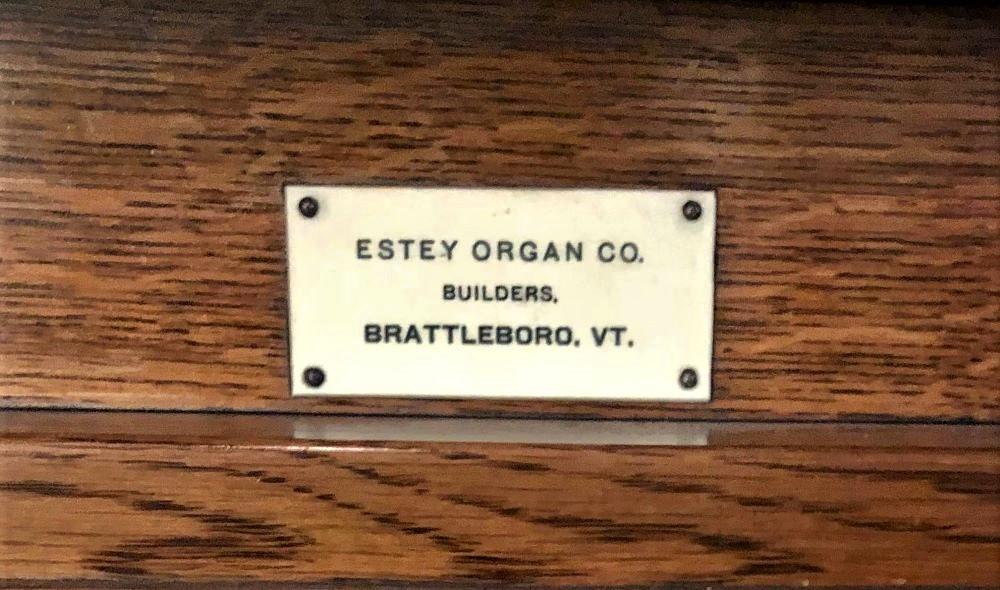 ESTEY ORGAN CO.
BUILDERS,
BRATTLEBORO. VT.